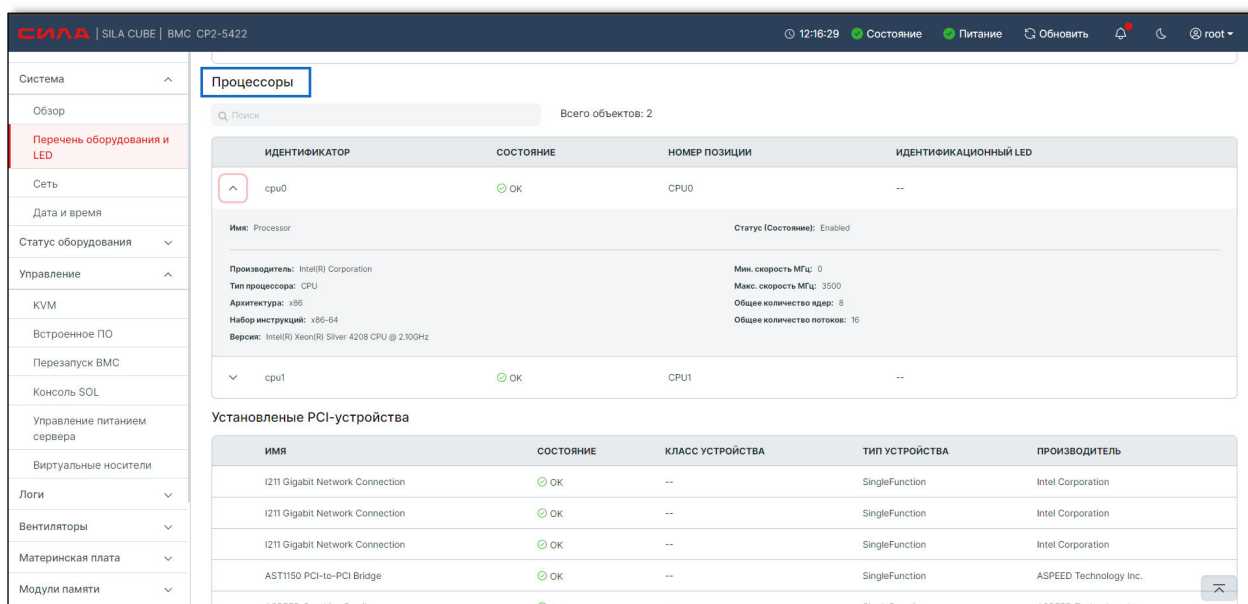 СИЛА | SILA CUBE | BMC CP2-5422 12:16:29 Состояние Питание Обновить root
Система
Обзор
Перечень оборудования и
LED
Сеть
Дата и время
Статус оборудования
Управление
KVM
Встроенное ПО
Перезапуск BMC
Консоль SOL
Управление питанием
сервера
Виртуальные носители
Логи
Вентиляторы
Материнская плата
Модули памяти
Процессоры
Поиск Всего объектов: 2
ИДЕНТИФИКАТОР СОСТОЯНИЕ НОМЕР ПОЗИЦИИ ИДЕНТИФИКАЦИОННЫЙ LED
cpu0 OK CPU0 --
Имя: Processor Статус (Состояние): Enabled
Производитель: Intel(R) Corporation Мин. скорость МГц: 0
Тип процессора: CPU Макс. скорость МГц: 3500
Архитектура: x86 Общее количество ядер: 8
Набор инструкций: x86-64 Общее количество потоков: 16
Версия: Intel(R) Xeon(R) Silver 4208 CPU @ 2.10GHz
cpu1 OK CPU1 --
Установленые PCI-устройства
ИМЯ СОСТОЯНИЕ КЛАСС УСТРОЙСТВА ТИП УСТРОЙСТВА ПРОИЗВОДИТЕЛЬ
I211 Gigabit Network Connection OK -- SingleFunction Intel Corporation
I211 Gigabit Network Connection OK -- SingleFunction Intel Corporation
I211 Gigabit Network Connection OK -- SingleFunction Intel Corporation
AST1150 PCI-to-PCI Bridge OK -- SingleFunction ASPEED Technology Inc.